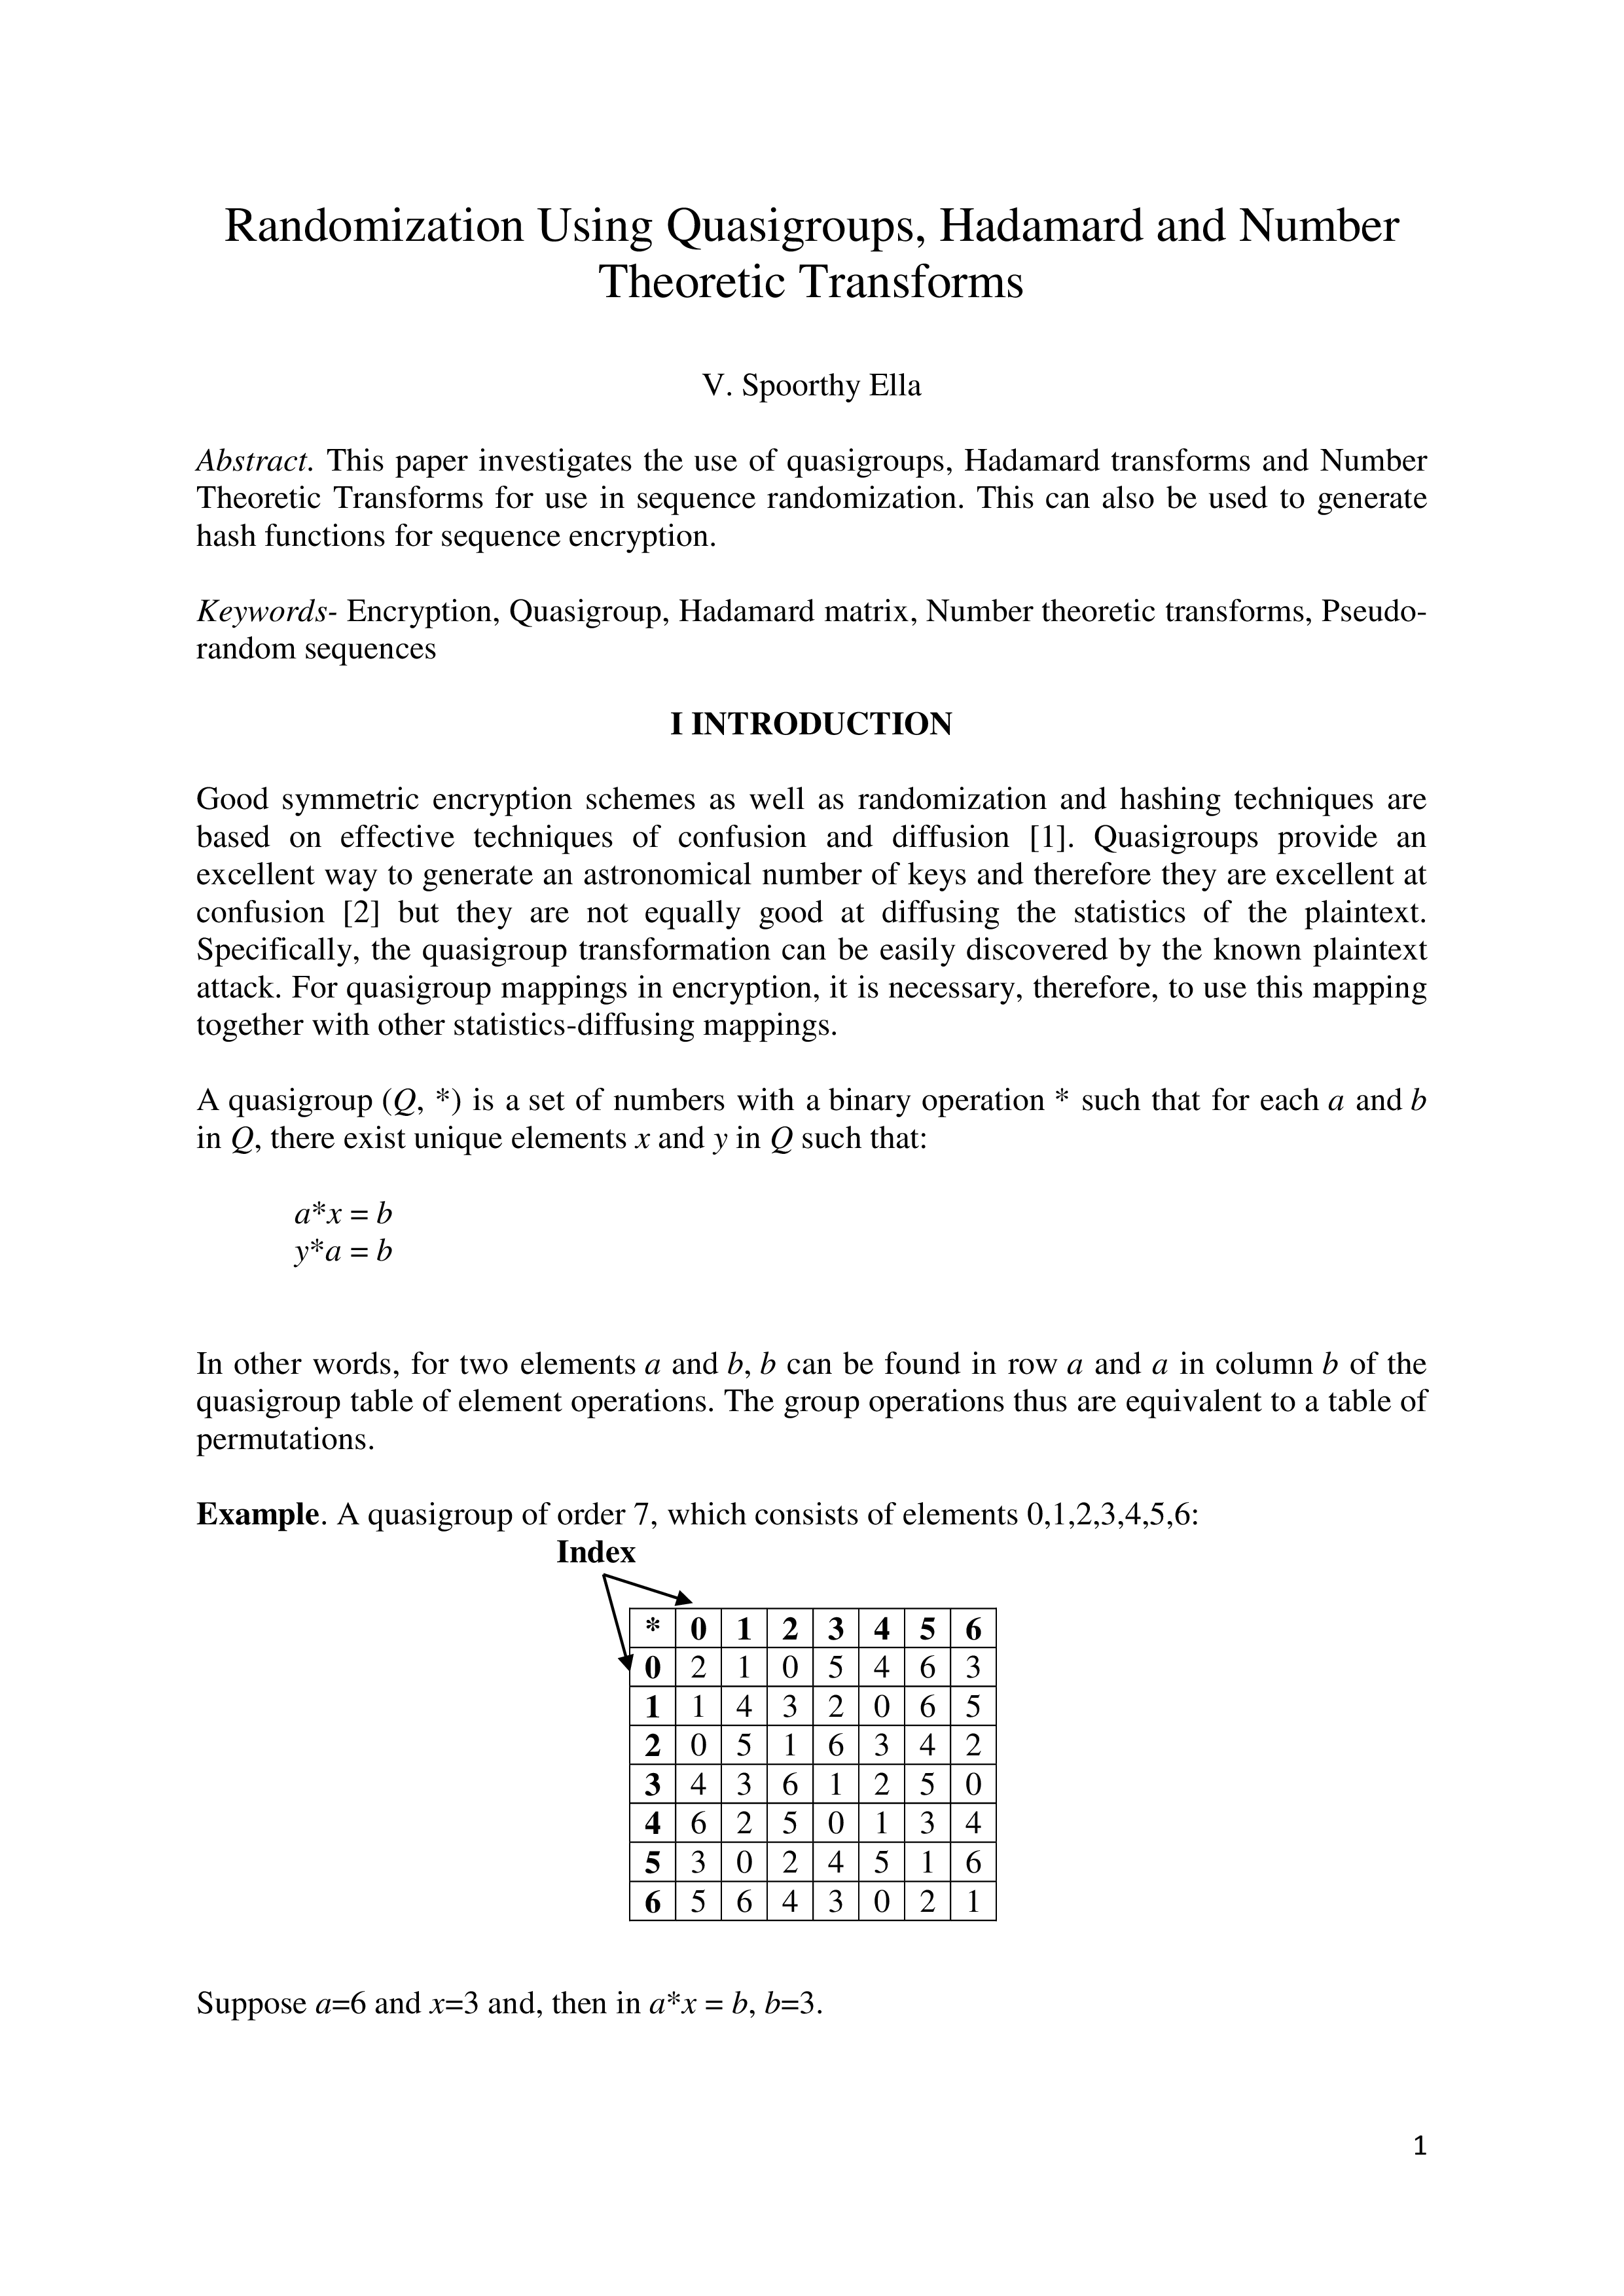 Randomization Using Quasigroups, Hadamard and Number
Theoretic Transforms
V. Spoorthy Ella
Abstract. This paper investigates the use of quasigroups, Hadamard transforms and Number
Theoretic Transforms for use in sequence randomization. This can also be used to generate
hash functions for sequence encryption.
Keywords- Encryption, Quasigroup, Hadamard matrix, Number theoretic transforms, Pseudo-
random sequences
I INTRODUCTION
Good symmetric encryption schemes as well as randomization and hashing techniques are
based on effective techniques of confusion and diffusion [1]. Quasigroups provide an
excellent way to generate an astronomical number of keys and therefore they are excellent at
confusion [2] but they are not equally good at diffusing the statistics of the plaintext.
Specifically, the quasigroup transformation can be easily discovered by the known plaintext
attack. For quasigroup mappings in encryption, it is necessary, therefore, to use this mapping
together with other statistics-diffusing mappings.
A quasigroup (Q, *) is a set of numbers with a binary operation * such that for each a and b
in Q, there exist unique elements x and y in Q such that:
a*x = b
y*a = b
In other words, for two elements a and b, b can be found in row a and a in column b of the
quasigroup table of element operations. The group operations thus are equivalent to a table of
permutations.
Example. A quasigroup of order 7, which consists of elements 0,1,2,3,4,5,6:
Index
* 0 1 2 3 4 5 6
0 2 1 0 5 4 6 3
1 1 4 3 2 0 6 5
2 0 5 1 6 3 4 2
3 4 3 6 1 2 5 0
4 6 2 5 0 1 3 4
5 3 0 2 4 5 1 6
6 5 6 4 3 0 2 1
Suppose a=6 and x=3 and, then in a*x = b, b=3.
1